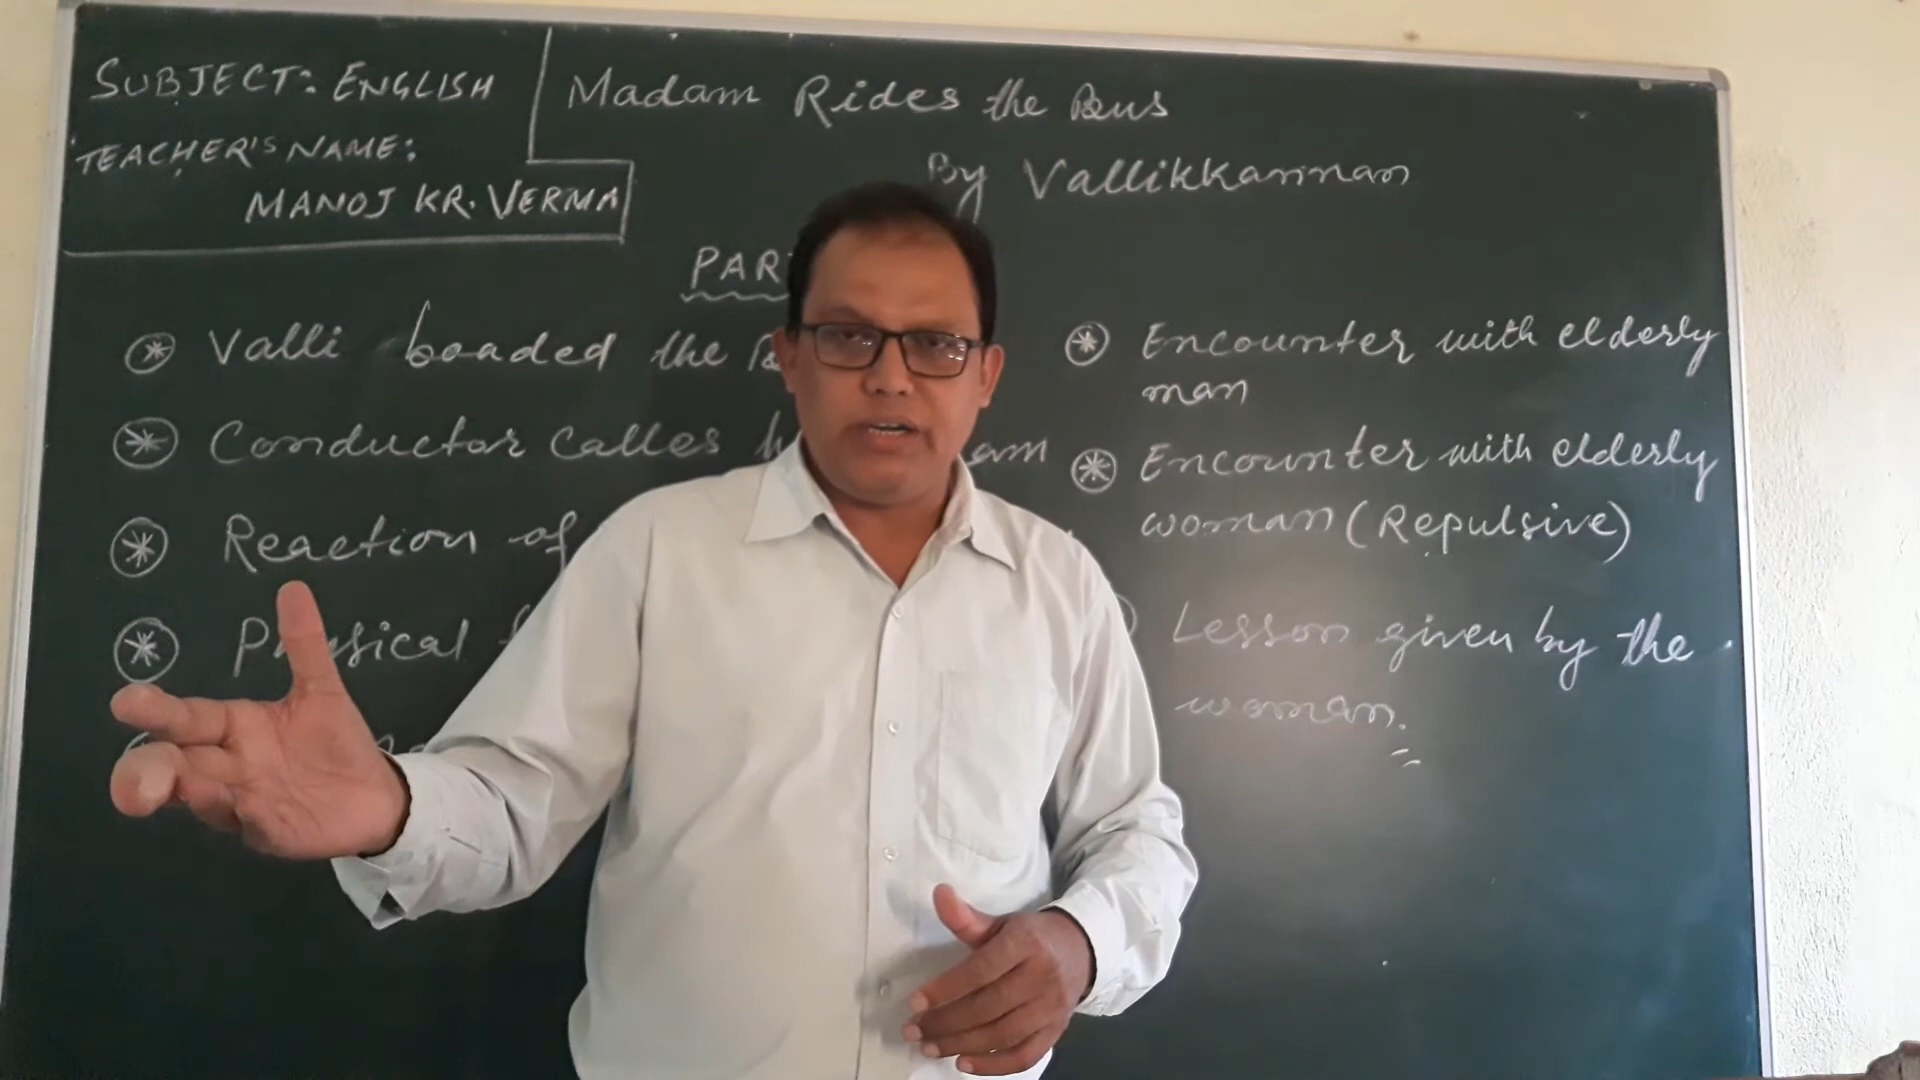 SUBJECT: ENGLISH
TEACHER'S NAME:
MANOJ KR. VERMA
Madam Rides the Bus
By Vallikkannan
PAR
Valli boaded the B
Conductor calles h am
Reaction of
Physical
Encounter with elderly
man
Encounter with elderly
woman (Repulsive)
Lesson given by the
woman.